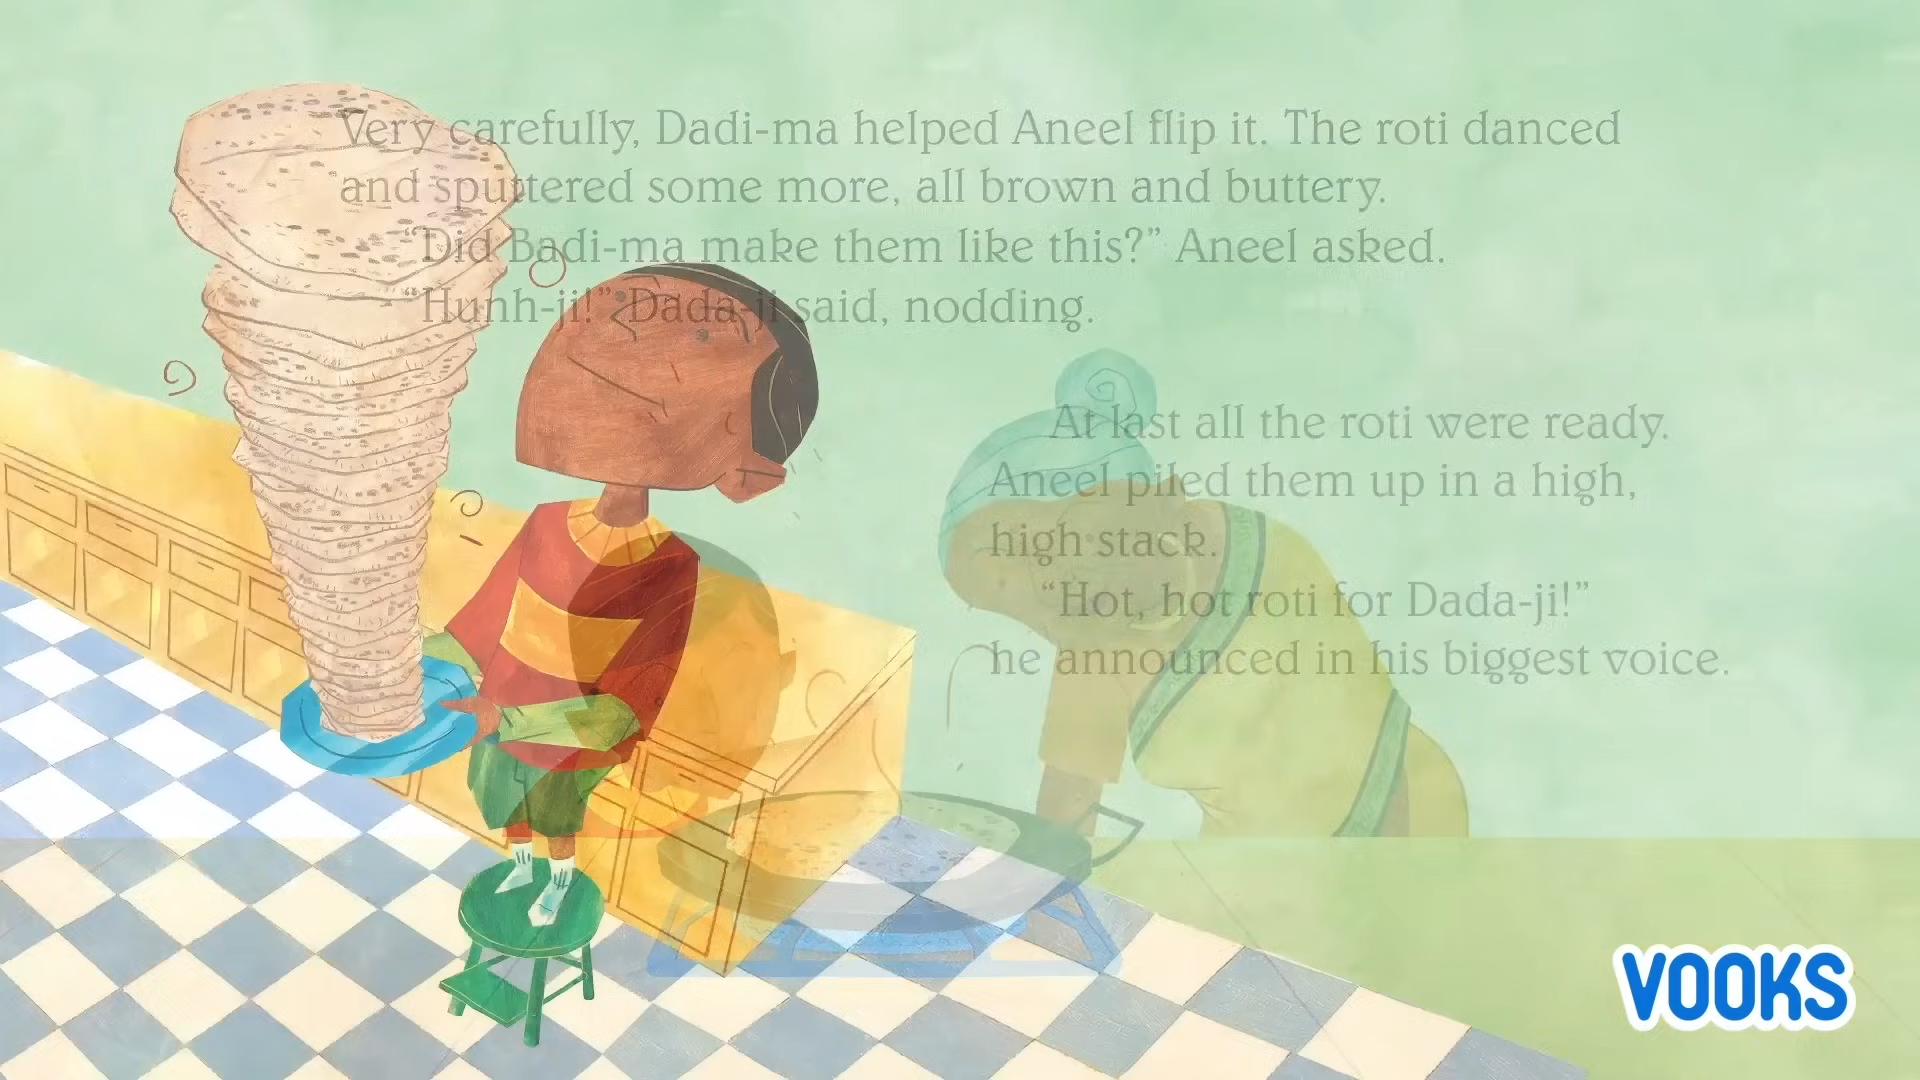 Very carefully, Dadi-ma helped Aneel flip it. The roti danced
and sputtered some more, all brown and buttery.
“Did Badi-ma make them like this?” Aneel asked.
“Hunh-ji!” Dada-ji said, nodding.
At last all the roti were ready.
Aneel piled them up in a high,
high stack.
“Hot, hot roti for Dada-ji!”
he announced in his biggest voice.
VOOKS